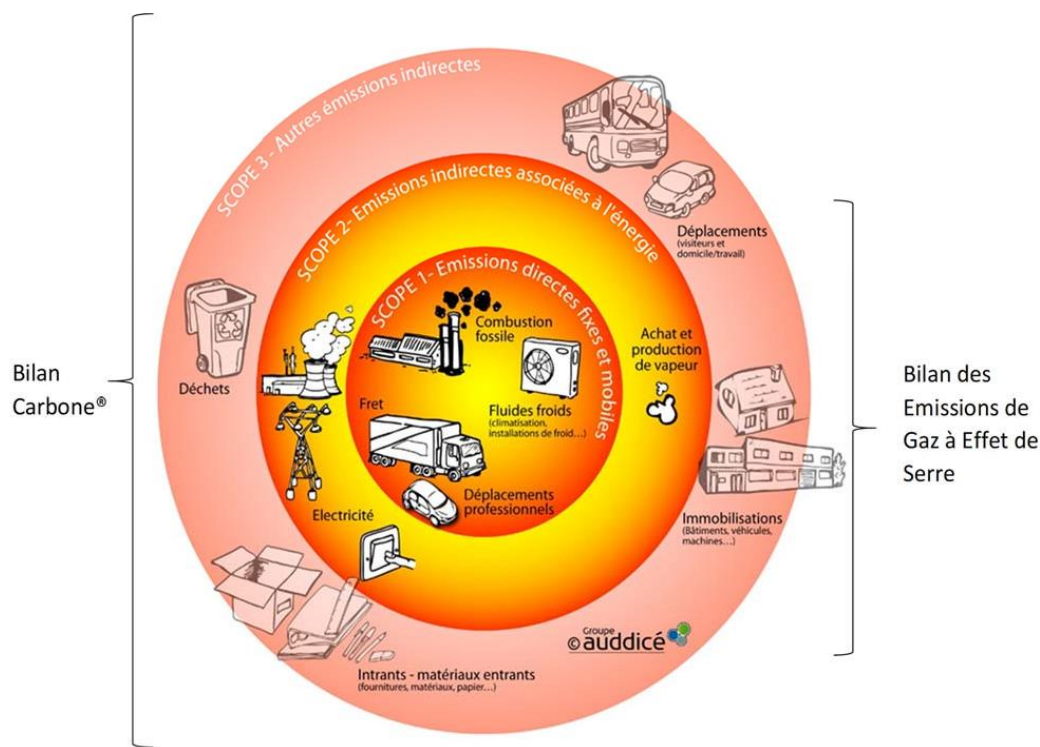 SCOPE 3 - Autres émissions indirectes
SCOPE 2- Emissions indirectes associées à l'énergie
SCOPE 1- Emissions directes fixes et mobiles
Déplacements
(visiteurs et
domicile/travail)
Combustion
fossile
Achat et
production
de vapeur
Bilan
Carbone®
Déchets
Fret
Fluides froids
(climatisation,
installations de froid...)
Bilan des
Emissions de
Gaz à Effet de
Serre
Déplacements
professionnels
Electricité
Immobilisations
(Bâtiments, véhicules,
machines...)
Groupe
© auddicé
Intrants - matériaux entrants
(fournitures, matériaux, papier...)